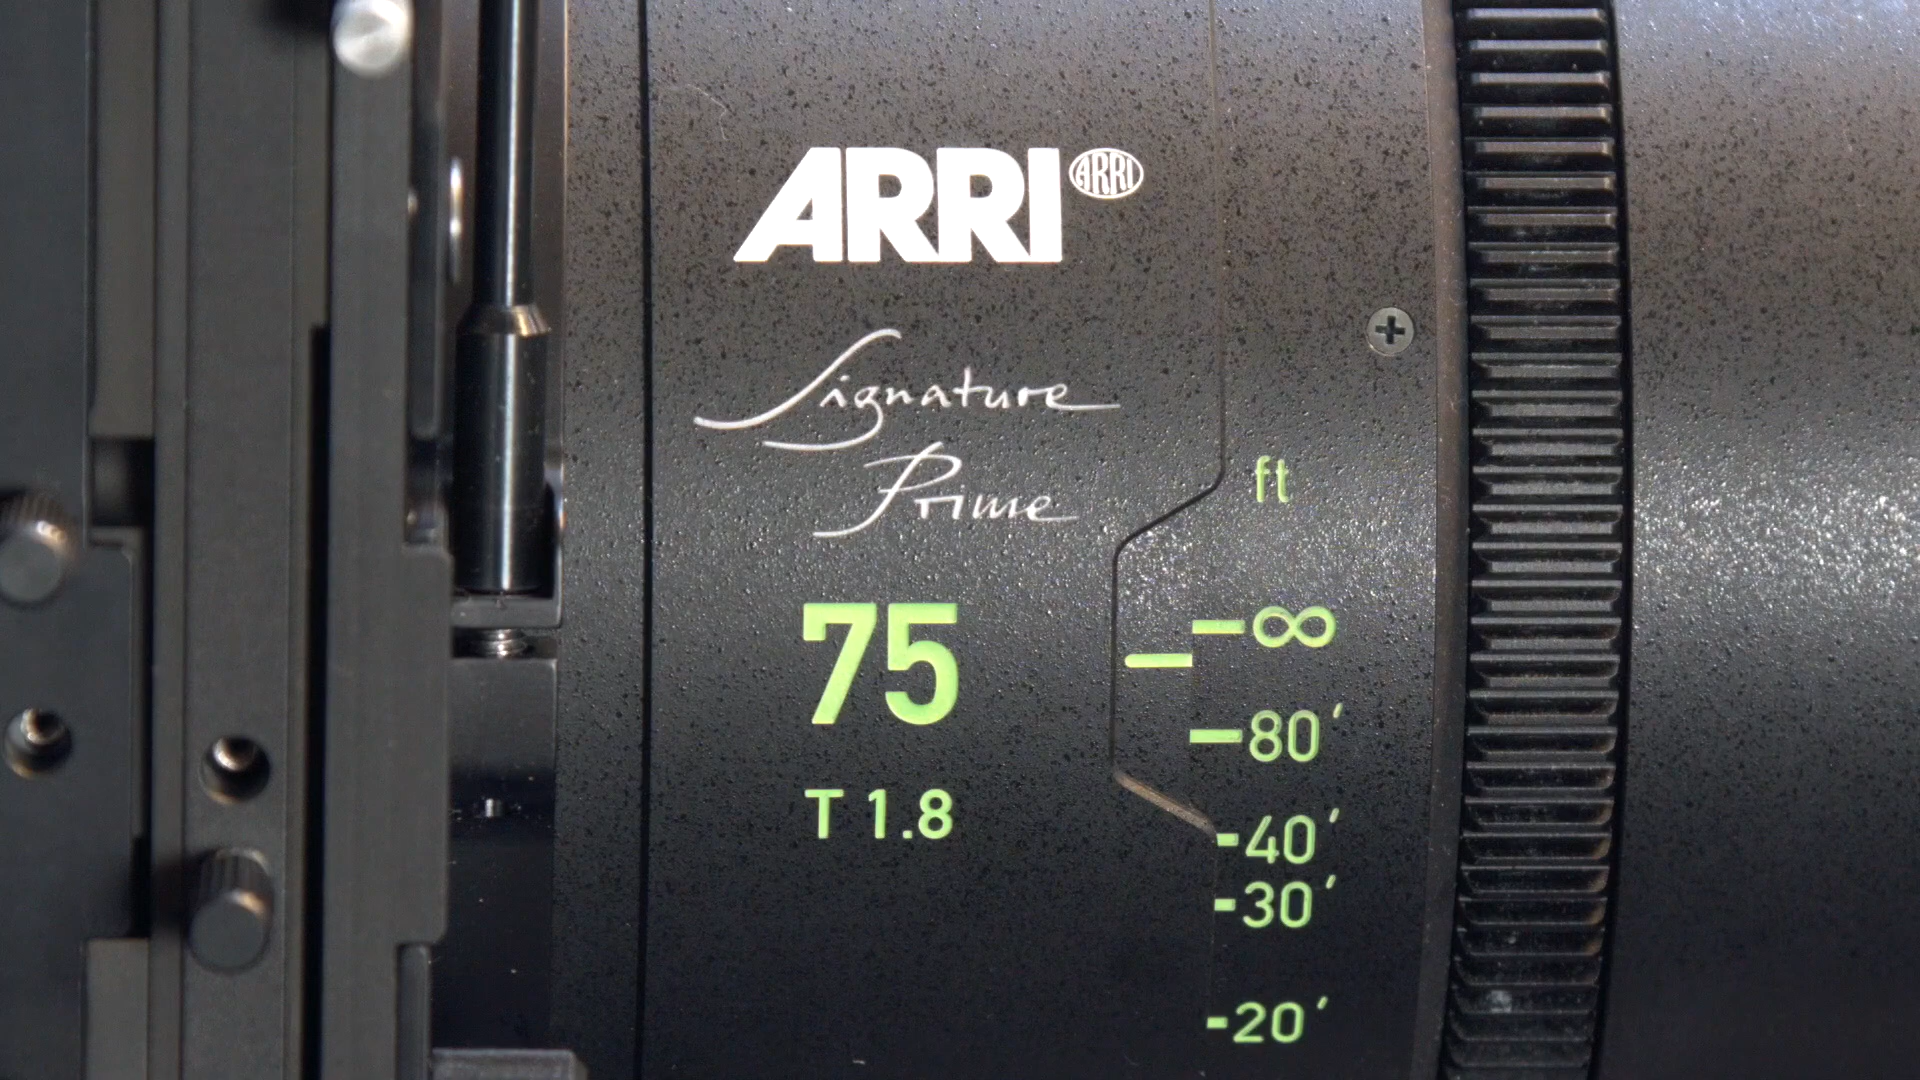 ARRI ARRI
Signature
Prime
ft
75
∞
80′
T 1.8
40′
30′
20′